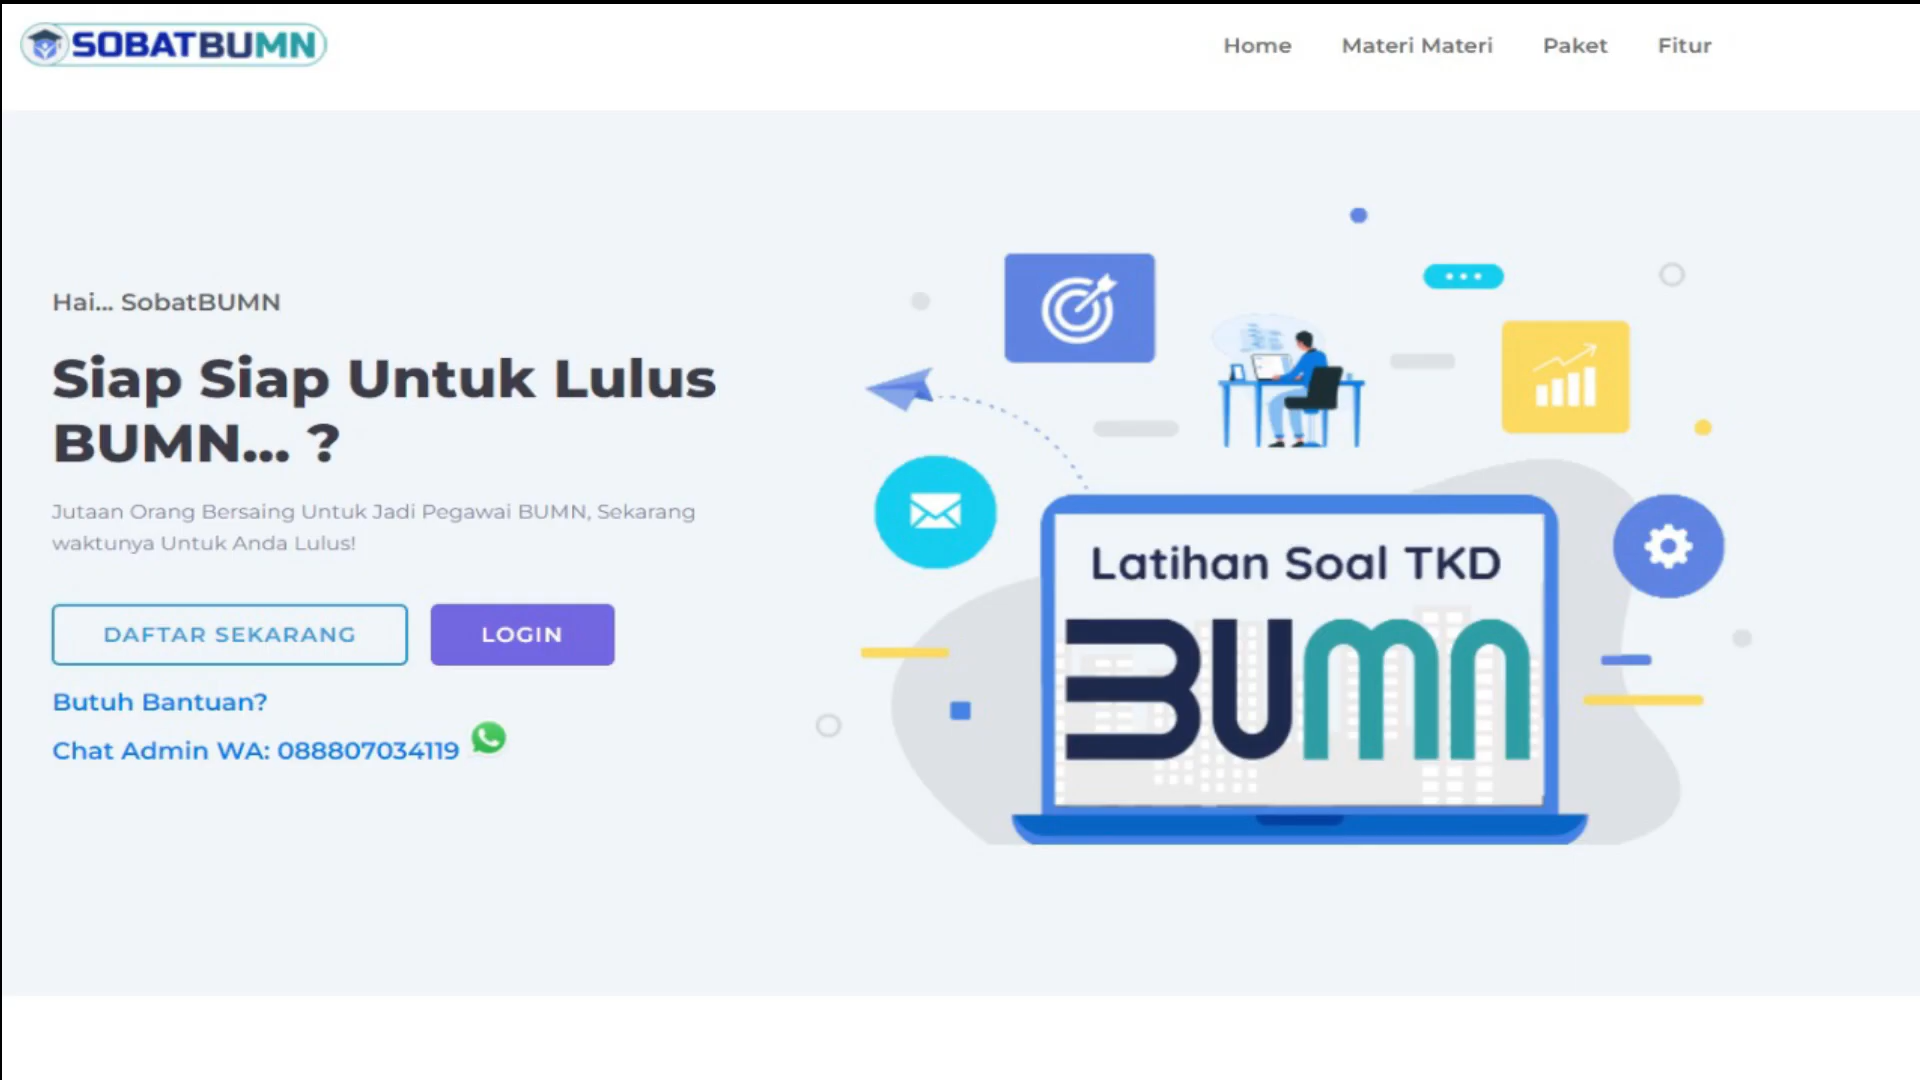 SOBATBUMN
Home Materi Materi Paket Fitur
Hai... SobatBUMN
Siap Siap Untuk Lulus
BUMN... ?
Jutaan Orang Bersaing Untuk Jadi Pegawai BUMN, Sekarang
waktunya Untuk Anda Lulus!
DAFTAR SEKARANG LOGIN
Butuh Bantuan?
Chat Admin WA: 088807034119
Latihan Soal TKD
BUMN